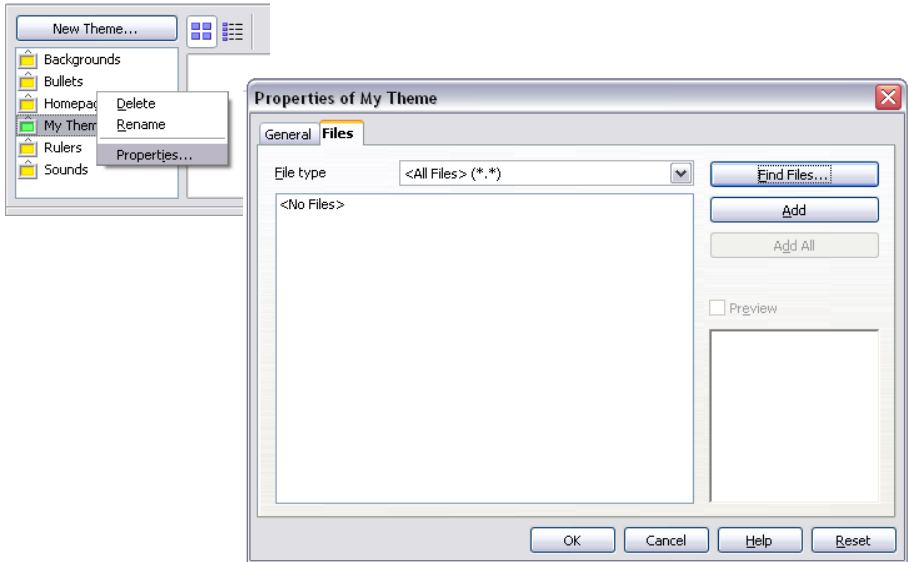 New Theme...
Backgrounds
Bullets
Homepag
My Them
Rulers
Sounds
Delete
Rename
Properties...
Properties of My Theme
General Files
File type <All Files> (*.*) Find Files...
<No Files> Add
Add All
Preview
OK Cancel Help Reset